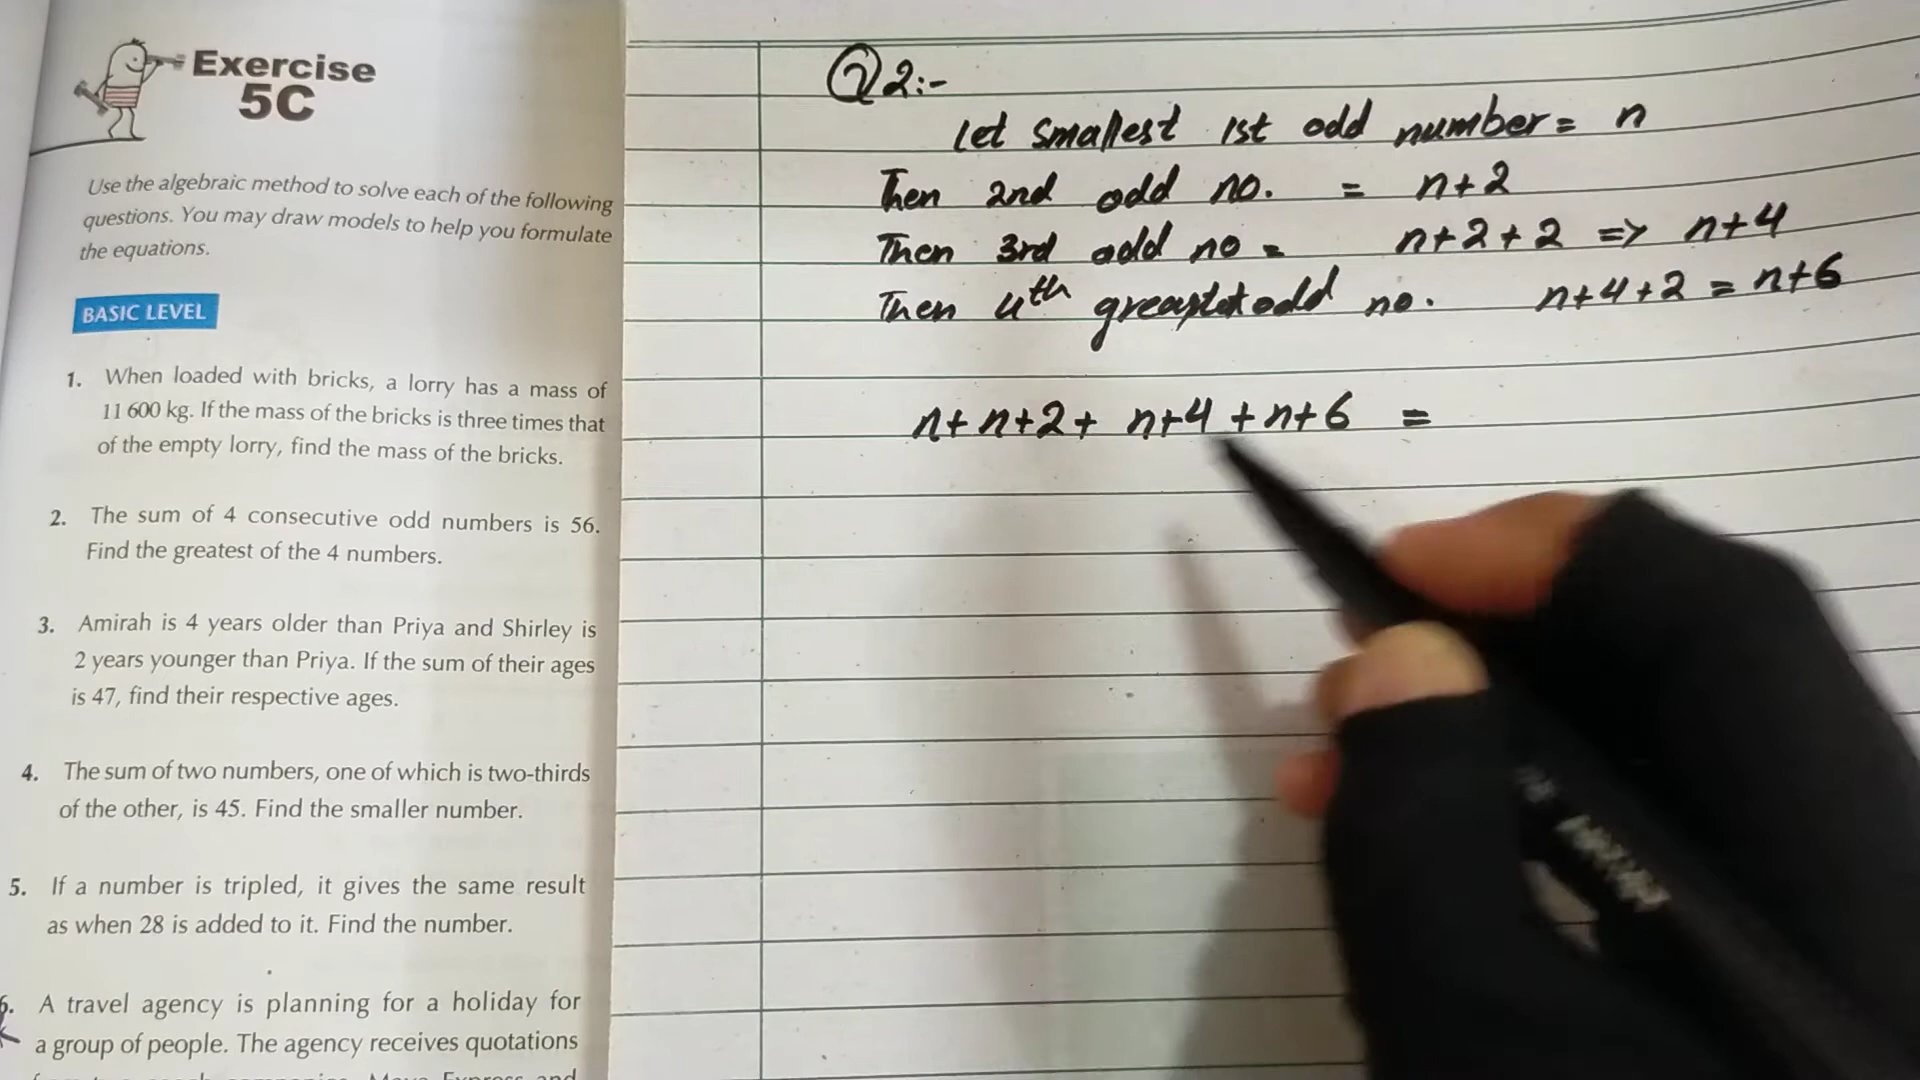 Exercise
5C
Use the algebraic method to solve each of the following
questions. You may draw models to help you formulate
the equations.
BASIC LEVEL
1. When loaded with bricks, a lorry has a mass of
11 600 kg. If the mass of the bricks is three times that
of the empty lorry, find the mass of the bricks.
2. The sum of 4 consecutive odd numbers is 56.
Find the greatest of the 4 numbers.
3. Amirah is 4 years older than Priya and Shirley is
2 years younger than Priya. If the sum of their ages
is 47, find their respective ages.
4. The sum of two numbers, one of which is two-thirds
of the other, is 45. Find the smaller number.
5. If a number is tripled, it gives the same result
as when 28 is added to it. Find the number.
6. A travel agency is planning for a holiday for
a group of people. The agency receives quotations
Q2:-
Let smallest 1st odd number = n
Then 2nd odd no. = n+2
Then 3rd odd no = n+2+2 => n+4
Then 4th odd no. n+4+2 = n+6
n+n+2+ n+4+n+6 =